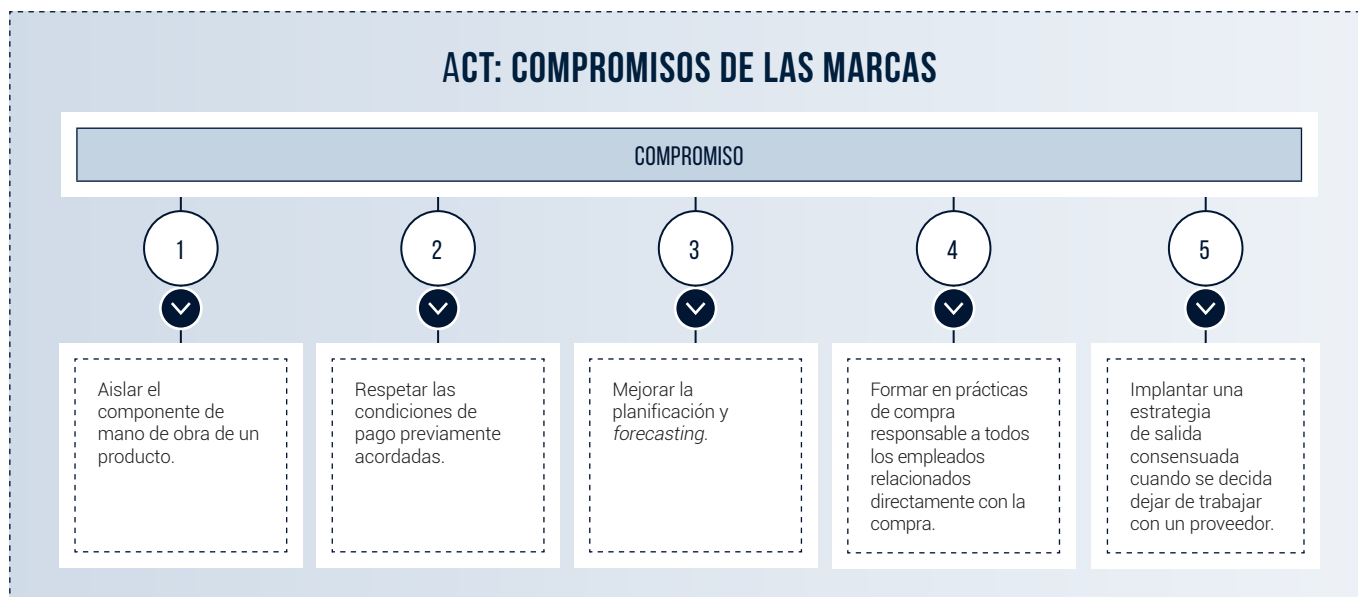 ACT: COMPROMISOS DE LAS MARCAS
COMPROMISO
1
Aislar el
componente de
mano de obra de un
producto.
2
Respetar las
condiciones de
pago previamente
acordadas.
3
Mejorar la
planificación y
forecasting.
4
Formar en prácticas
de compra
responsable a todos
los empleados
relacionados
directamente con la
compra.
5
Implantar una
estrategia
de salida
consensuada
cuando se decida
dejar de trabajar
con un proveedor.